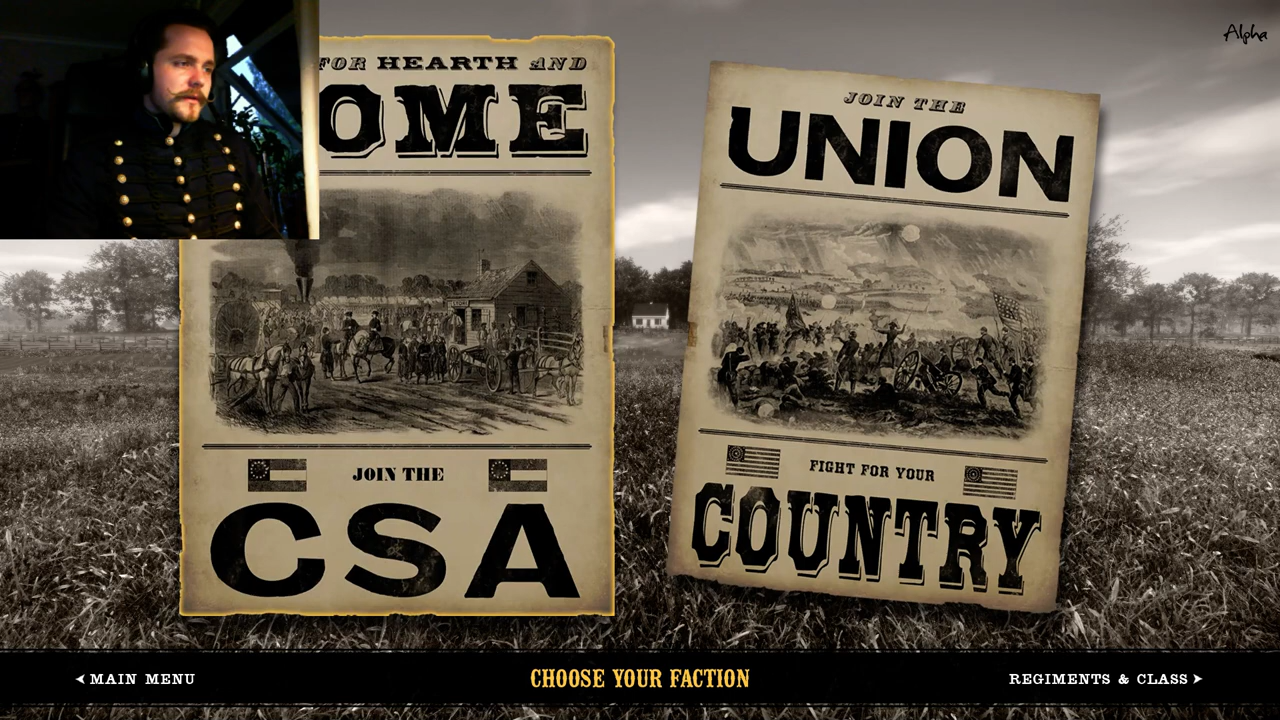 FOR HEARTH AND
OME
JOIN THE
CSA
JOIN THE
UNION
FIGHT FOR YOUR
COUNTRY
Alpha
MAIN MENU
CHOOSE YOUR FACTION
REGIMENTS & CLASS